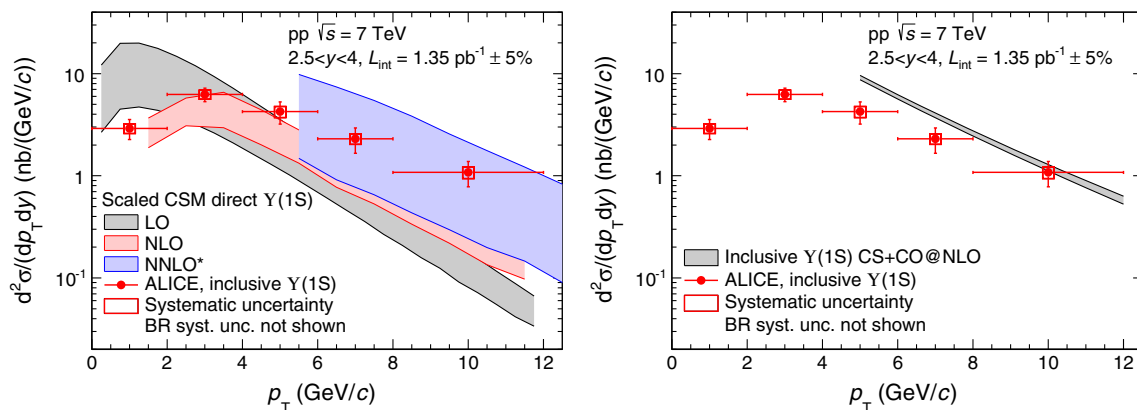 pp √s = 7 TeV
2.5<y<4, L_int = 1.35 pb⁻¹ ± 5%
d²σ/(dp_T dy) (nb/(GeV/c))
10
1
10⁻¹
Scaled CSM direct ϒ(1S)
LO
NLO
NNLO*
ALICE, inclusive ϒ(1S)
Systematic uncertainty
BR syst. unc. not shown
0 2 4 6 8 10 12
p_T (GeV/c)
pp √s = 7 TeV
2.5<y<4, L_int = 1.35 pb⁻¹ ± 5%
d²σ/(dp_T dy) (nb/(GeV/c))
10
1
10⁻¹
Inclusive ϒ(1S) CS+CO@NLO
ALICE, inclusive ϒ(1S)
Systematic uncertainty
BR syst. unc. not shown
0 2 4 6 8 10 12
p_T (GeV/c)